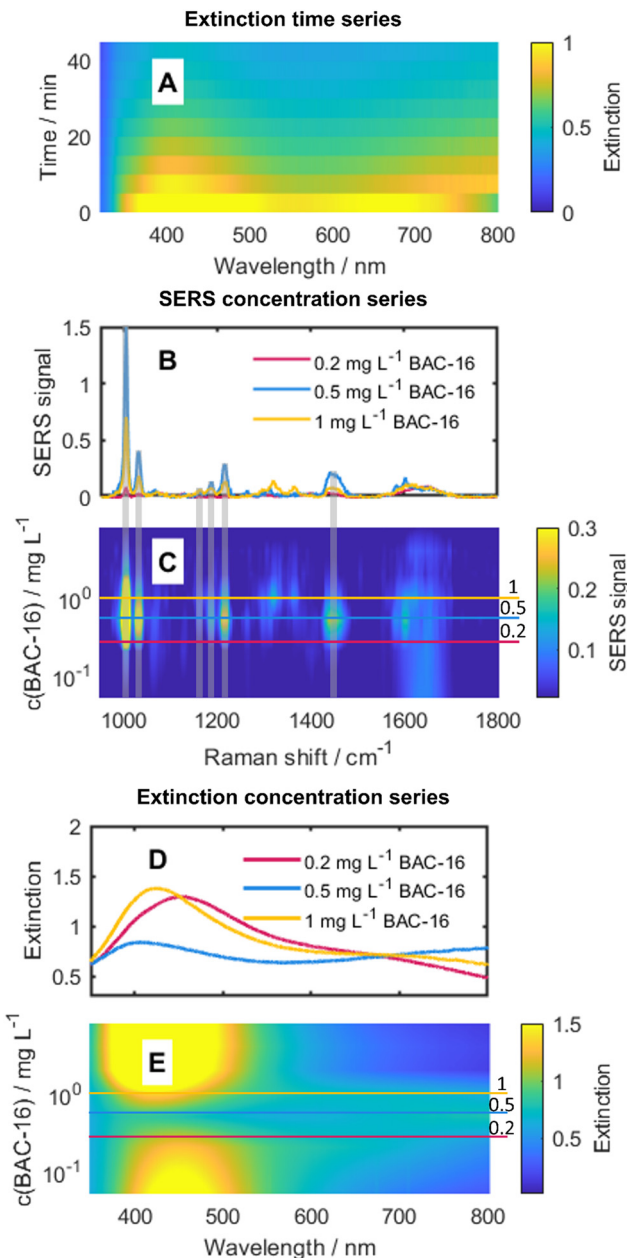 Extinction time series
A
Time / min
40
20
0
400 500 600 700 800
Wavelength / nm
1
0.5
0
Extinction
SERS concentration series
B
SERS signal
1.5
1
0.5
0
0.2 mg L⁻¹ BAC-16
0.5 mg L⁻¹ BAC-16
1 mg L⁻¹ BAC-16
C
c(BAC-16) / mg L⁻¹
10⁰
10⁻¹
1
0.5
0.2
1000 1200 1400 1600 1800
Raman shift / cm⁻¹
0.3
0.2
0.1
SERS signal
Extinction concentration series
D
Extinction
2
1.5
1
0.5
0.2 mg L⁻¹ BAC-16
0.5 mg L⁻¹ BAC-16
1 mg L⁻¹ BAC-16
E
c(BAC-16) / mg L⁻¹
10⁰
10⁻¹
1
0.5
0.2
400 500 600 700 800
Wavelength / nm
1.5
1
0.5
Extinction